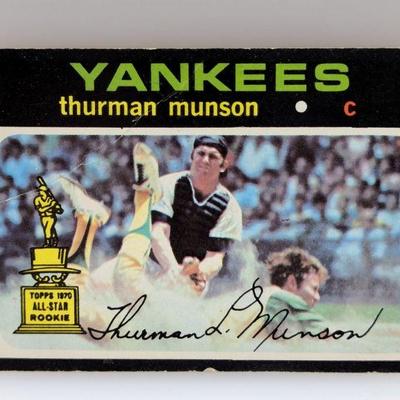 YANKEES
thurman munson • c
TOPPS 1970
ALL-STAR
ROOKIE
Thurman L. Munson